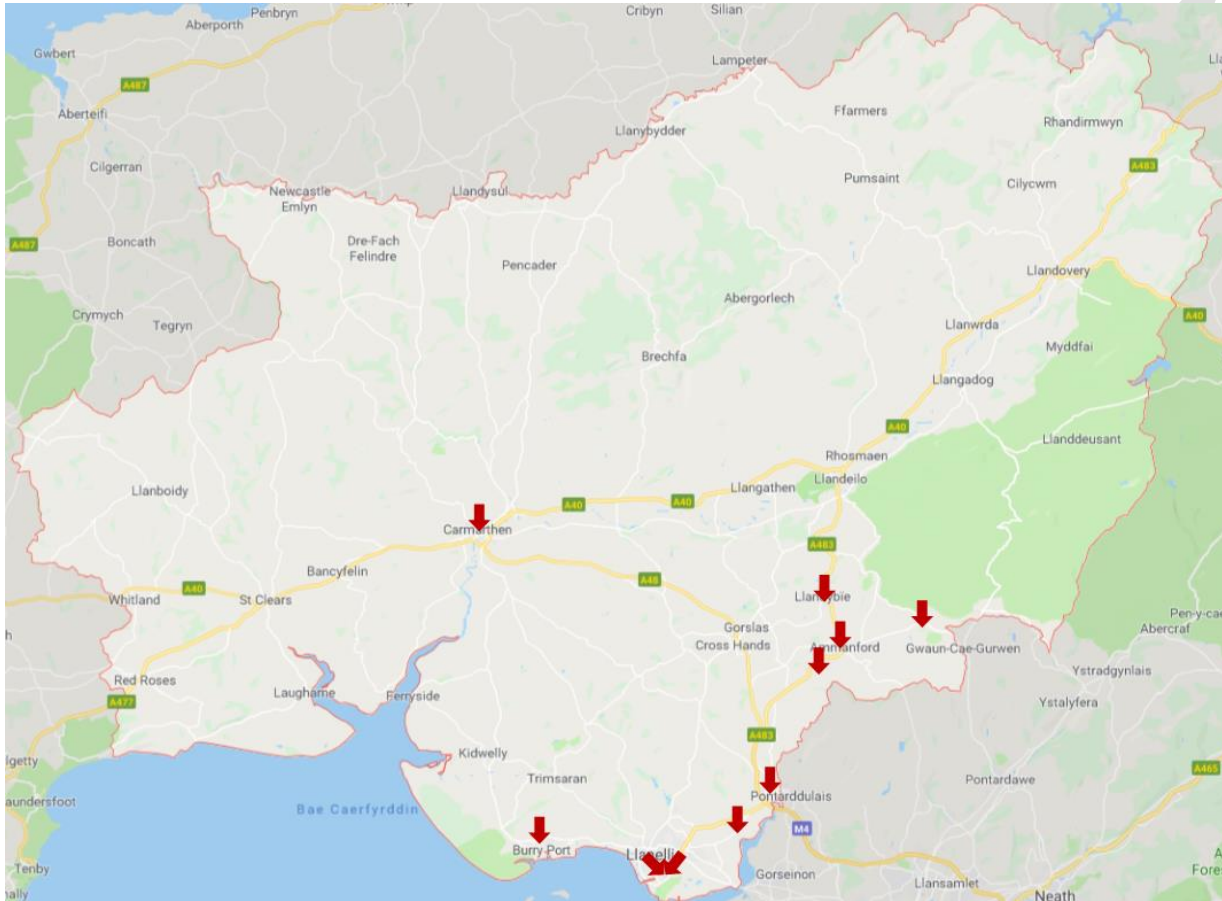 Penbryn
Cribyn
Silian
Aberporth
Gwbert
Lampeter
A487
Ffarmers
Aberteifi
Rhandirmwyn
Llanybydder
A483
Cilgerran
Pumsaint
Cilycwm
Newcastle
Emlyn
Llandysul
A487
Boncath
Dre-Fach
Felindre
Pencader
Llandovery
Abergorlech
Crymych
A40
Tegryn
Llanwrda
Myddfai
Brechfa
Llangadog
A40
Llanddeusant
Rhosmaen
Llanboidy
Llangathen
Llandeilo
A40
A40
Carmarthen
A483
Bancyfelin
A48
A40
Whitland
St Clears
Llandybie
Gorslas
Abercraf
Cross Hands
Ammanford
Gwaun-Cae-Gurwen
Ystradgynlais
Red Roses
Laugharne
Ferryside
A477
Ystalyfera
A483
Kidwelly
A465
Trimsaran
Pontardawe
Pontarddulais
Bae Caerfyrddin
M4
Burry Port
Llanelli
Tenby
Gorseinon
Llansamlet
Neath